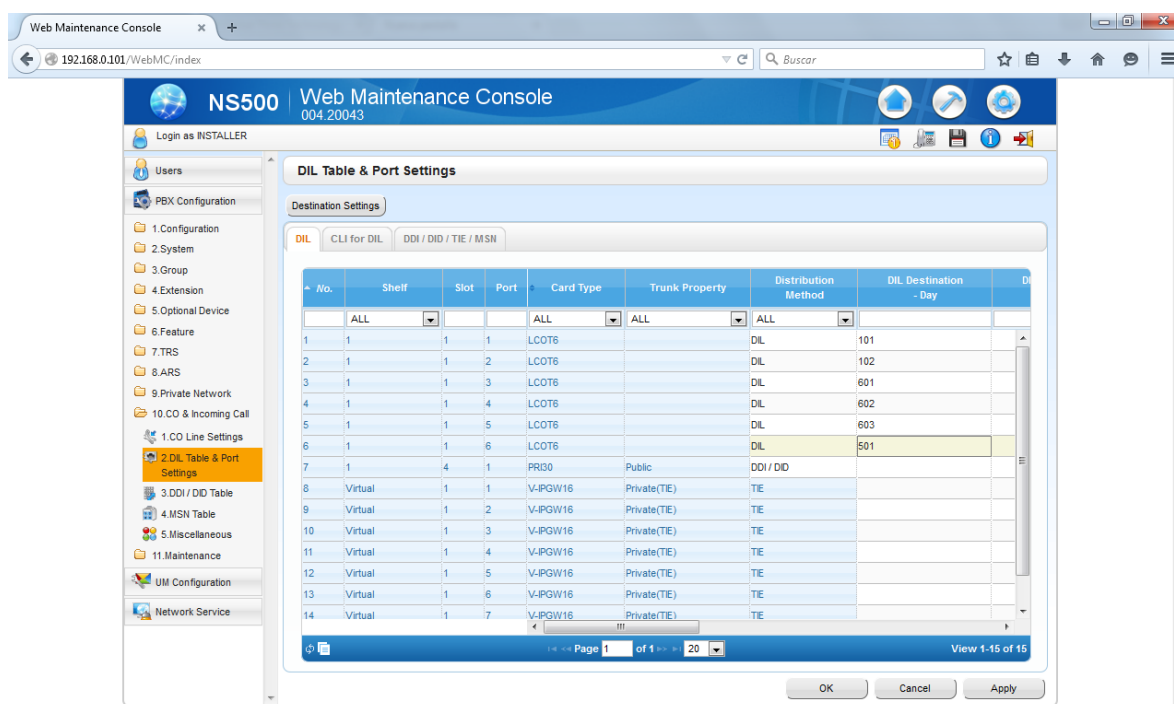 Web Maintenance Console
192.168.0.101/WebMC/index
Buscar
NS500
Web Maintenance Console
004.20043
Login as INSTALLER
Users
PBX Configuration
1.Configuration
2.System
3.Group
4.Extension
5.Optional Device
6.Feature
7.TRS
8.ARS
9.Private Network
10.CO & Incoming Call
1.CO Line Settings
2.DIL Table & Port
Settings
3.DDI / DID Table
4.MSN Table
5.Miscellaneous
11.Maintenance
UM Configuration
Network Service
DIL Table & Port Settings
Destination Settings
DIL CLI for DIL DDI / DID / TIE / MSN
No. Shelf Slot Port Card Type Trunk Property Distribution Method DIL Destination - Day
ALL ALL ALL ALL
1 1 1 1 LCOT6 DIL 101
2 1 1 2 LCOT6 DIL 102
3 1 1 3 LCOT6 DIL 601
4 1 1 4 LCOT6 DIL 602
5 1 1 5 LCOT6 DIL 603
6 1 1 6 LCOT6 DIL 501
7 1 4 1 PRI30 Public DDI / DID
8 Virtual 1 1 V-IPGW16 Private(TIE) TIE
9 Virtual 1 2 V-IPGW16 Private(TIE) TIE
10 Virtual 1 3 V-IPGW16 Private(TIE) TIE
11 Virtual 1 4 V-IPGW16 Private(TIE) TIE
12 Virtual 1 5 V-IPGW16 Private(TIE) TIE
13 Virtual 1 6 V-IPGW16 Private(TIE) TIE
14 Virtual 1 7 V-IPGW16 Private(TIE) TIE
Page 1 of 1 20 View 1-15 of 15
OK Cancel Apply